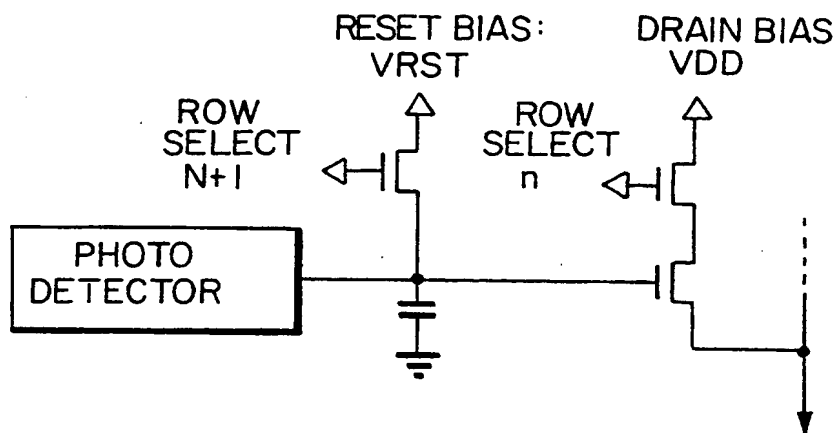 RESET BIAS:
VRST
DRAIN BIAS
VDD
ROW
SELECT
N+1
ROW
SELECT
n
PHOTO
DETECTOR